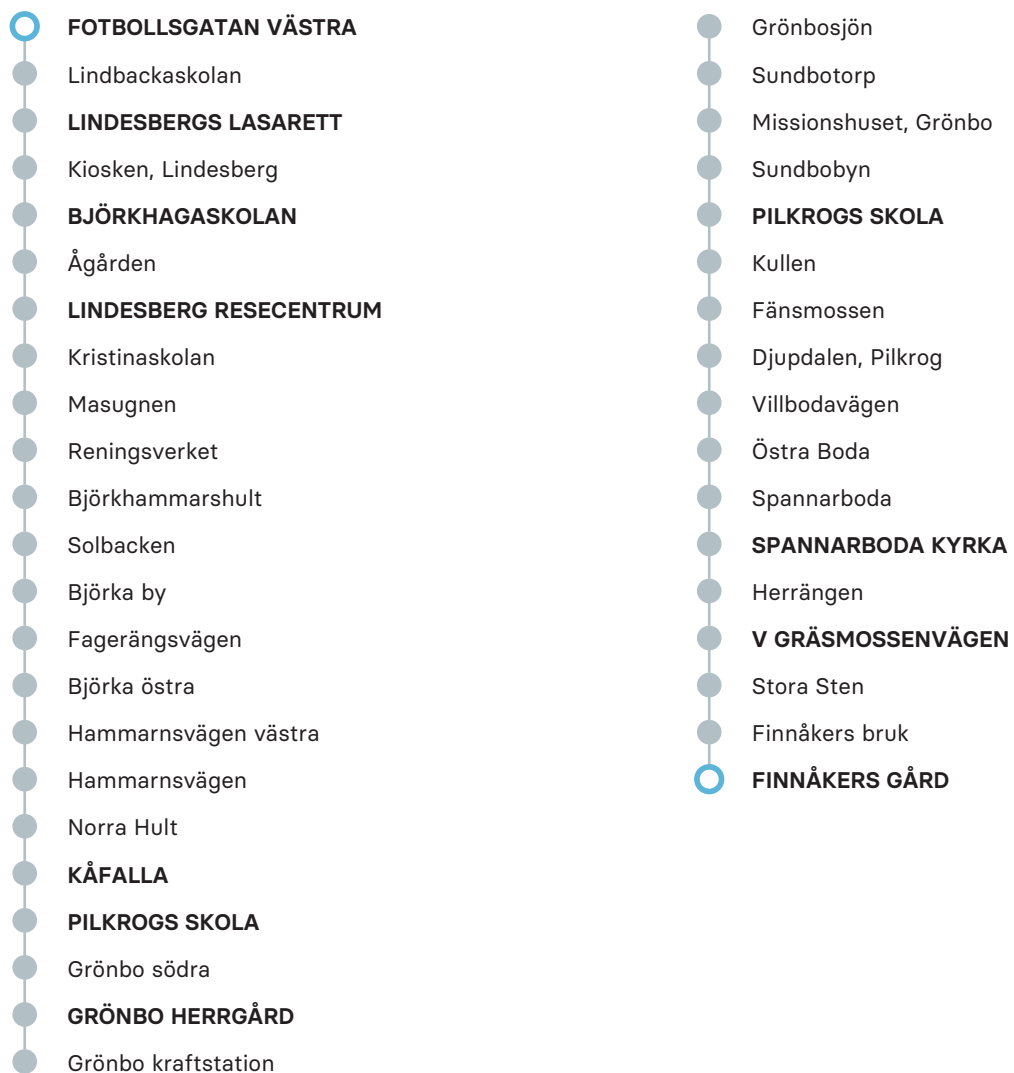 FOTBOLLSGATAN VÄSTRA
Lindbackaskolan
LINDESBERGS LASARETT
Kiosken, Lindesberg
BJÖRKHAGASKOLAN
Ågården
LINDESBERG RESECENTRUM
Kristinaskolan
Masugnen
Reningsverket
Björkhammarshult
Solbacken
Björka by
Fagerängsvägen
Björka östra
Hammarnsvägen västra
Hammarnsvägen
Norra Hult
KÅFALLA
PILKROGS SKOLA
Grönbo södra
GRÖNBO HERRGÅRD
Grönbo kraftstation
Grönbosjön
Sundbotorp
Missionshuset, Grönbo
Sundbobyn
PILKROGS SKOLA
Kullen
Fänsmossen
Djupdalen, Pilkrog
Villbodavägen
Östra Boda
Spannarboda
SPANNARBODA KYRKA
Herrängen
V GRÄSMOSSENVÄGEN
Stora Sten
Finnåkers bruk
FINNÅKERS GÅRD